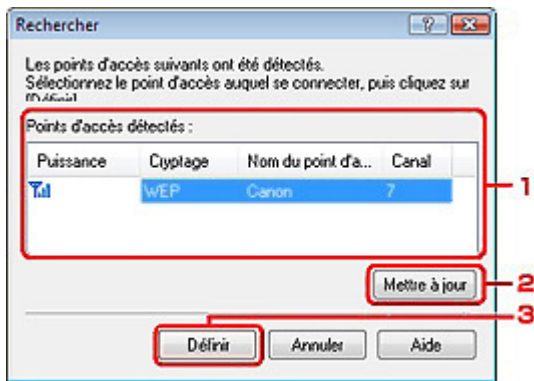 Rechercher
Les points d'accès suivants ont été détectés.
Sélectionnez le point d'accès auquel se connecter, puis cliquez sur
[Définir]
Points d'accès détectés :
Puissance Cryptage Nom du point d'a... Canal
WEP Canon 7
1
Mettre à jour 2
3
Définir Annuler Aide